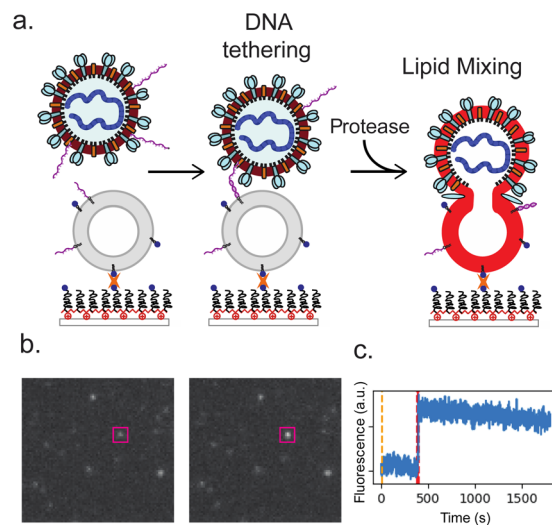 a.
DNA
tethering
Lipid Mixing
Protease
b.
c.
Fluorescence (a.u.)
0
500
1000
1500
Time (s)